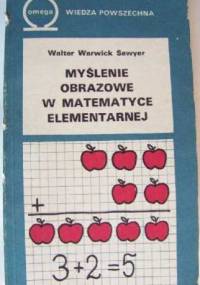 omega
WIEDZA POWSZECHNA
Walter Warwick Sawyer
MYŚLENIE
OBRAZOWE
W MATEMATYCE
ELEMENTARNEJ
+
3+2=5